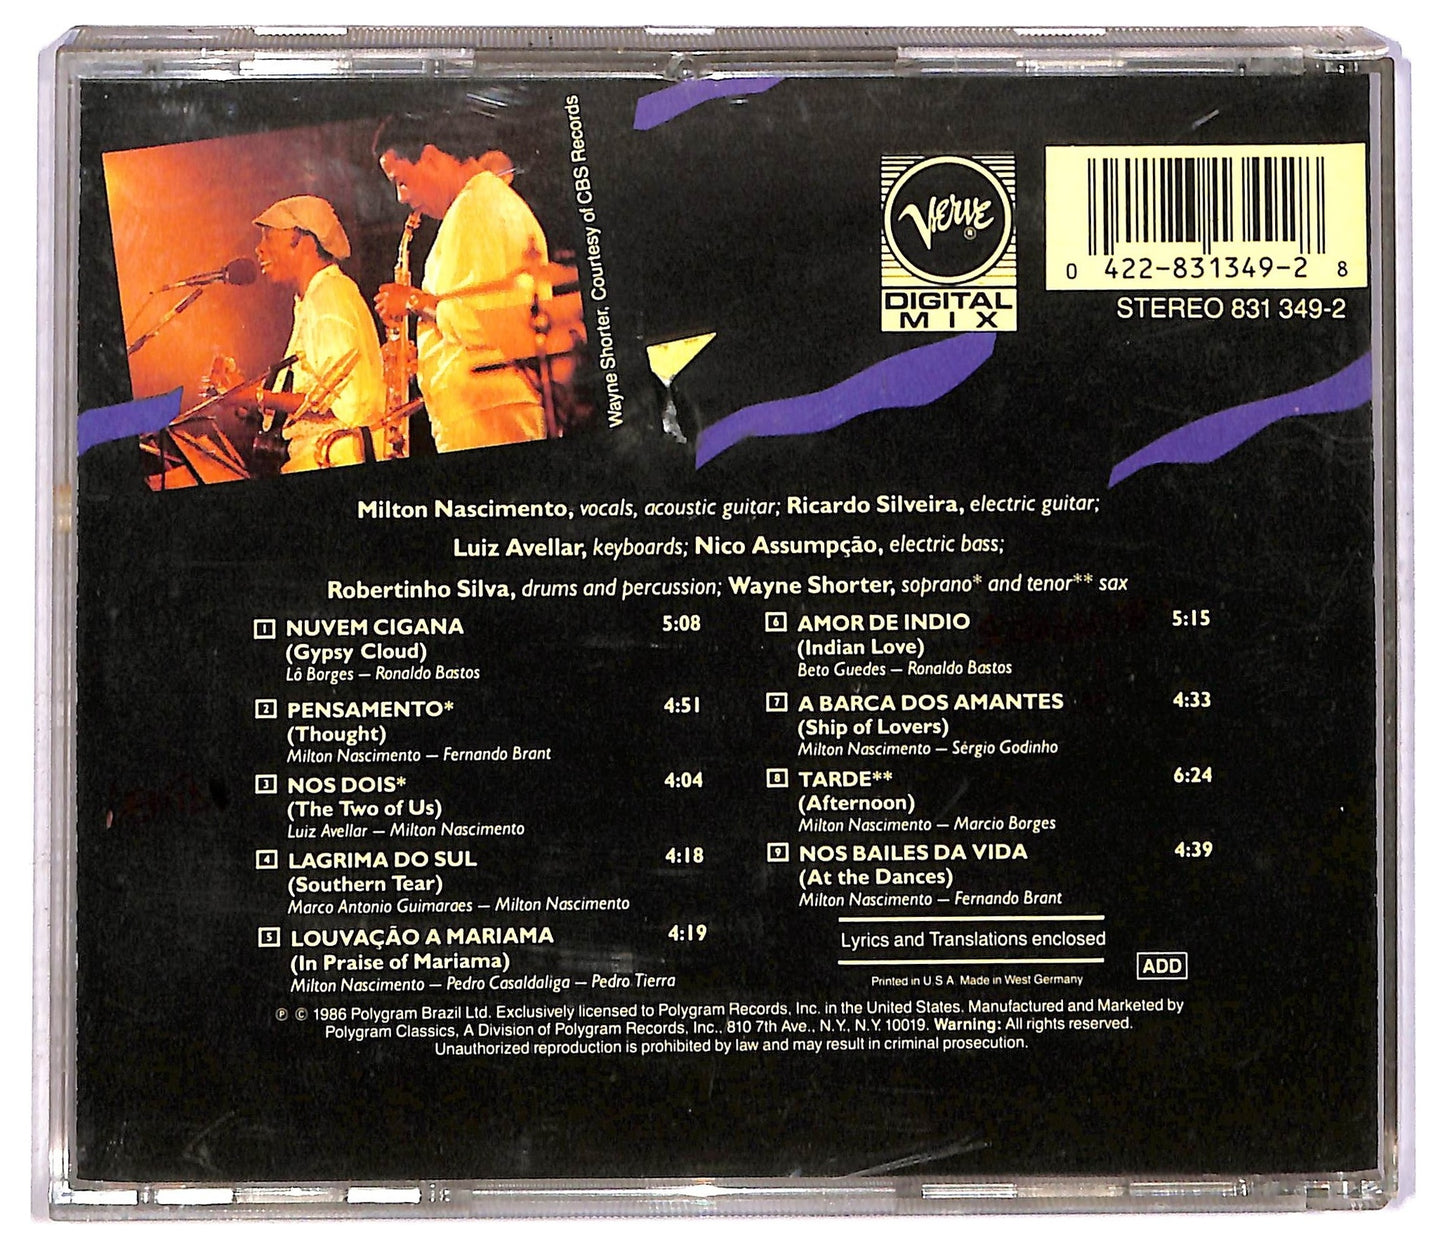 Wayne Shorter, Courtesy of CBS Records
Verve
®
DIGITAL
MIX
0 422-831349-2 8
STEREO 831 349-2
Milton Nascimento, vocals, acoustic guitar; Ricardo Silveira, electric guitar;
Luiz Avellar, keyboards; Nico Assumpção, electric bass;
Robertinho Silva, drums and percussion; Wayne Shorter, soprano* and tenor** sax
1 NUVEM CIGANA 5:08
(Gypsy Cloud)
Lô Borges — Ronaldo Bastos
2 PENSAMENTO* 4:51
(Thought)
Milton Nascimento — Fernando Brant
3 NOS DOIS* 4:04
(The Two of Us)
Luiz Avellar — Milton Nascimento
4 LAGRIMA DO SUL 4:18
(Southern Tear)
Marco Antonio Guimaraes — Milton Nascimento
5 LOUVAÇÃO A MARIAMA 4:19
(In Praise of Mariama)
Milton Nascimento — Pedro Casaldaliga — Pedro Tierra
6 AMOR DE INDIO 5:15
(Indian Love)
Beto Guedes — Ronaldo Bastos
7 A BARCA DOS AMANTES 4:33
(Ship of Lovers)
Milton Nascimento — Sérgio Godinho
8 TARDE** 6:24
(Afternoon)
Milton Nascimento — Marcio Borges
9 NOS BAILES DA VIDA 4:39
(At the Dances)
Milton Nascimento — Fernando Brant
Lyrics and Translations enclosed
ADD
Printed in U.S.A. Made in West Germany
℗ © 1986 Polygram Brazil Ltd. Exclusively licensed to Polygram Records, Inc. in the United States. Manufactured and Marketed by
Polygram Classics, A Division of Polygram Records, Inc., 810 7th Ave., N.Y., N.Y. 10019. Warning: All rights reserved.
Unauthorized reproduction is prohibited by law and may result in criminal prosecution.